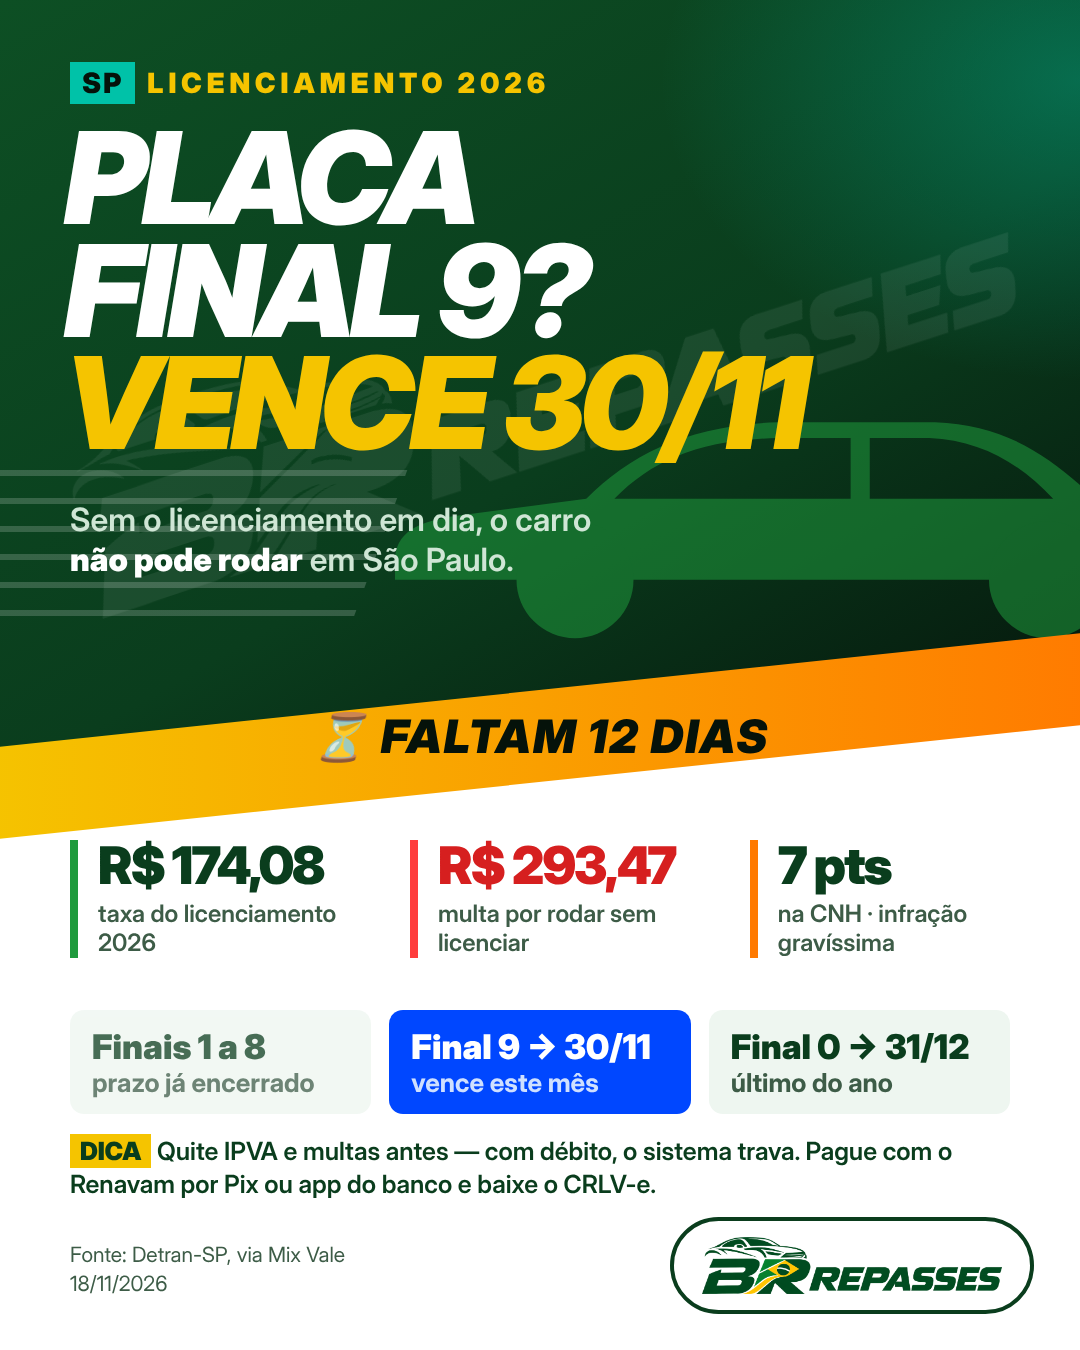 SP LICENCIAMENTO 2026
PLACA
FINAL 9?
VENCE 30/11
BR REPASSES
Sem o licenciamento em dia, o carro
não pode rodar em São Paulo.
⏳ FALTAM 12 DIAS
R$ 174,08
taxa do licenciamento
2026
R$ 293,47
multa por rodar sem
licenciar
7 pts
na CNH · infração
gravíssima
Finais 1 a 8
prazo já encerrado
Final 9 → 30/11
vence este mês
Final 0 → 31/12
último do ano
DICA Quite IPVA e multas antes — com débito, o sistema trava. Pague com o
Renavam por Pix ou app do banco e baixe o CRLV-e.
Fonte: Detran-SP, via Mix Vale
18/11/2026
BR REPASSES